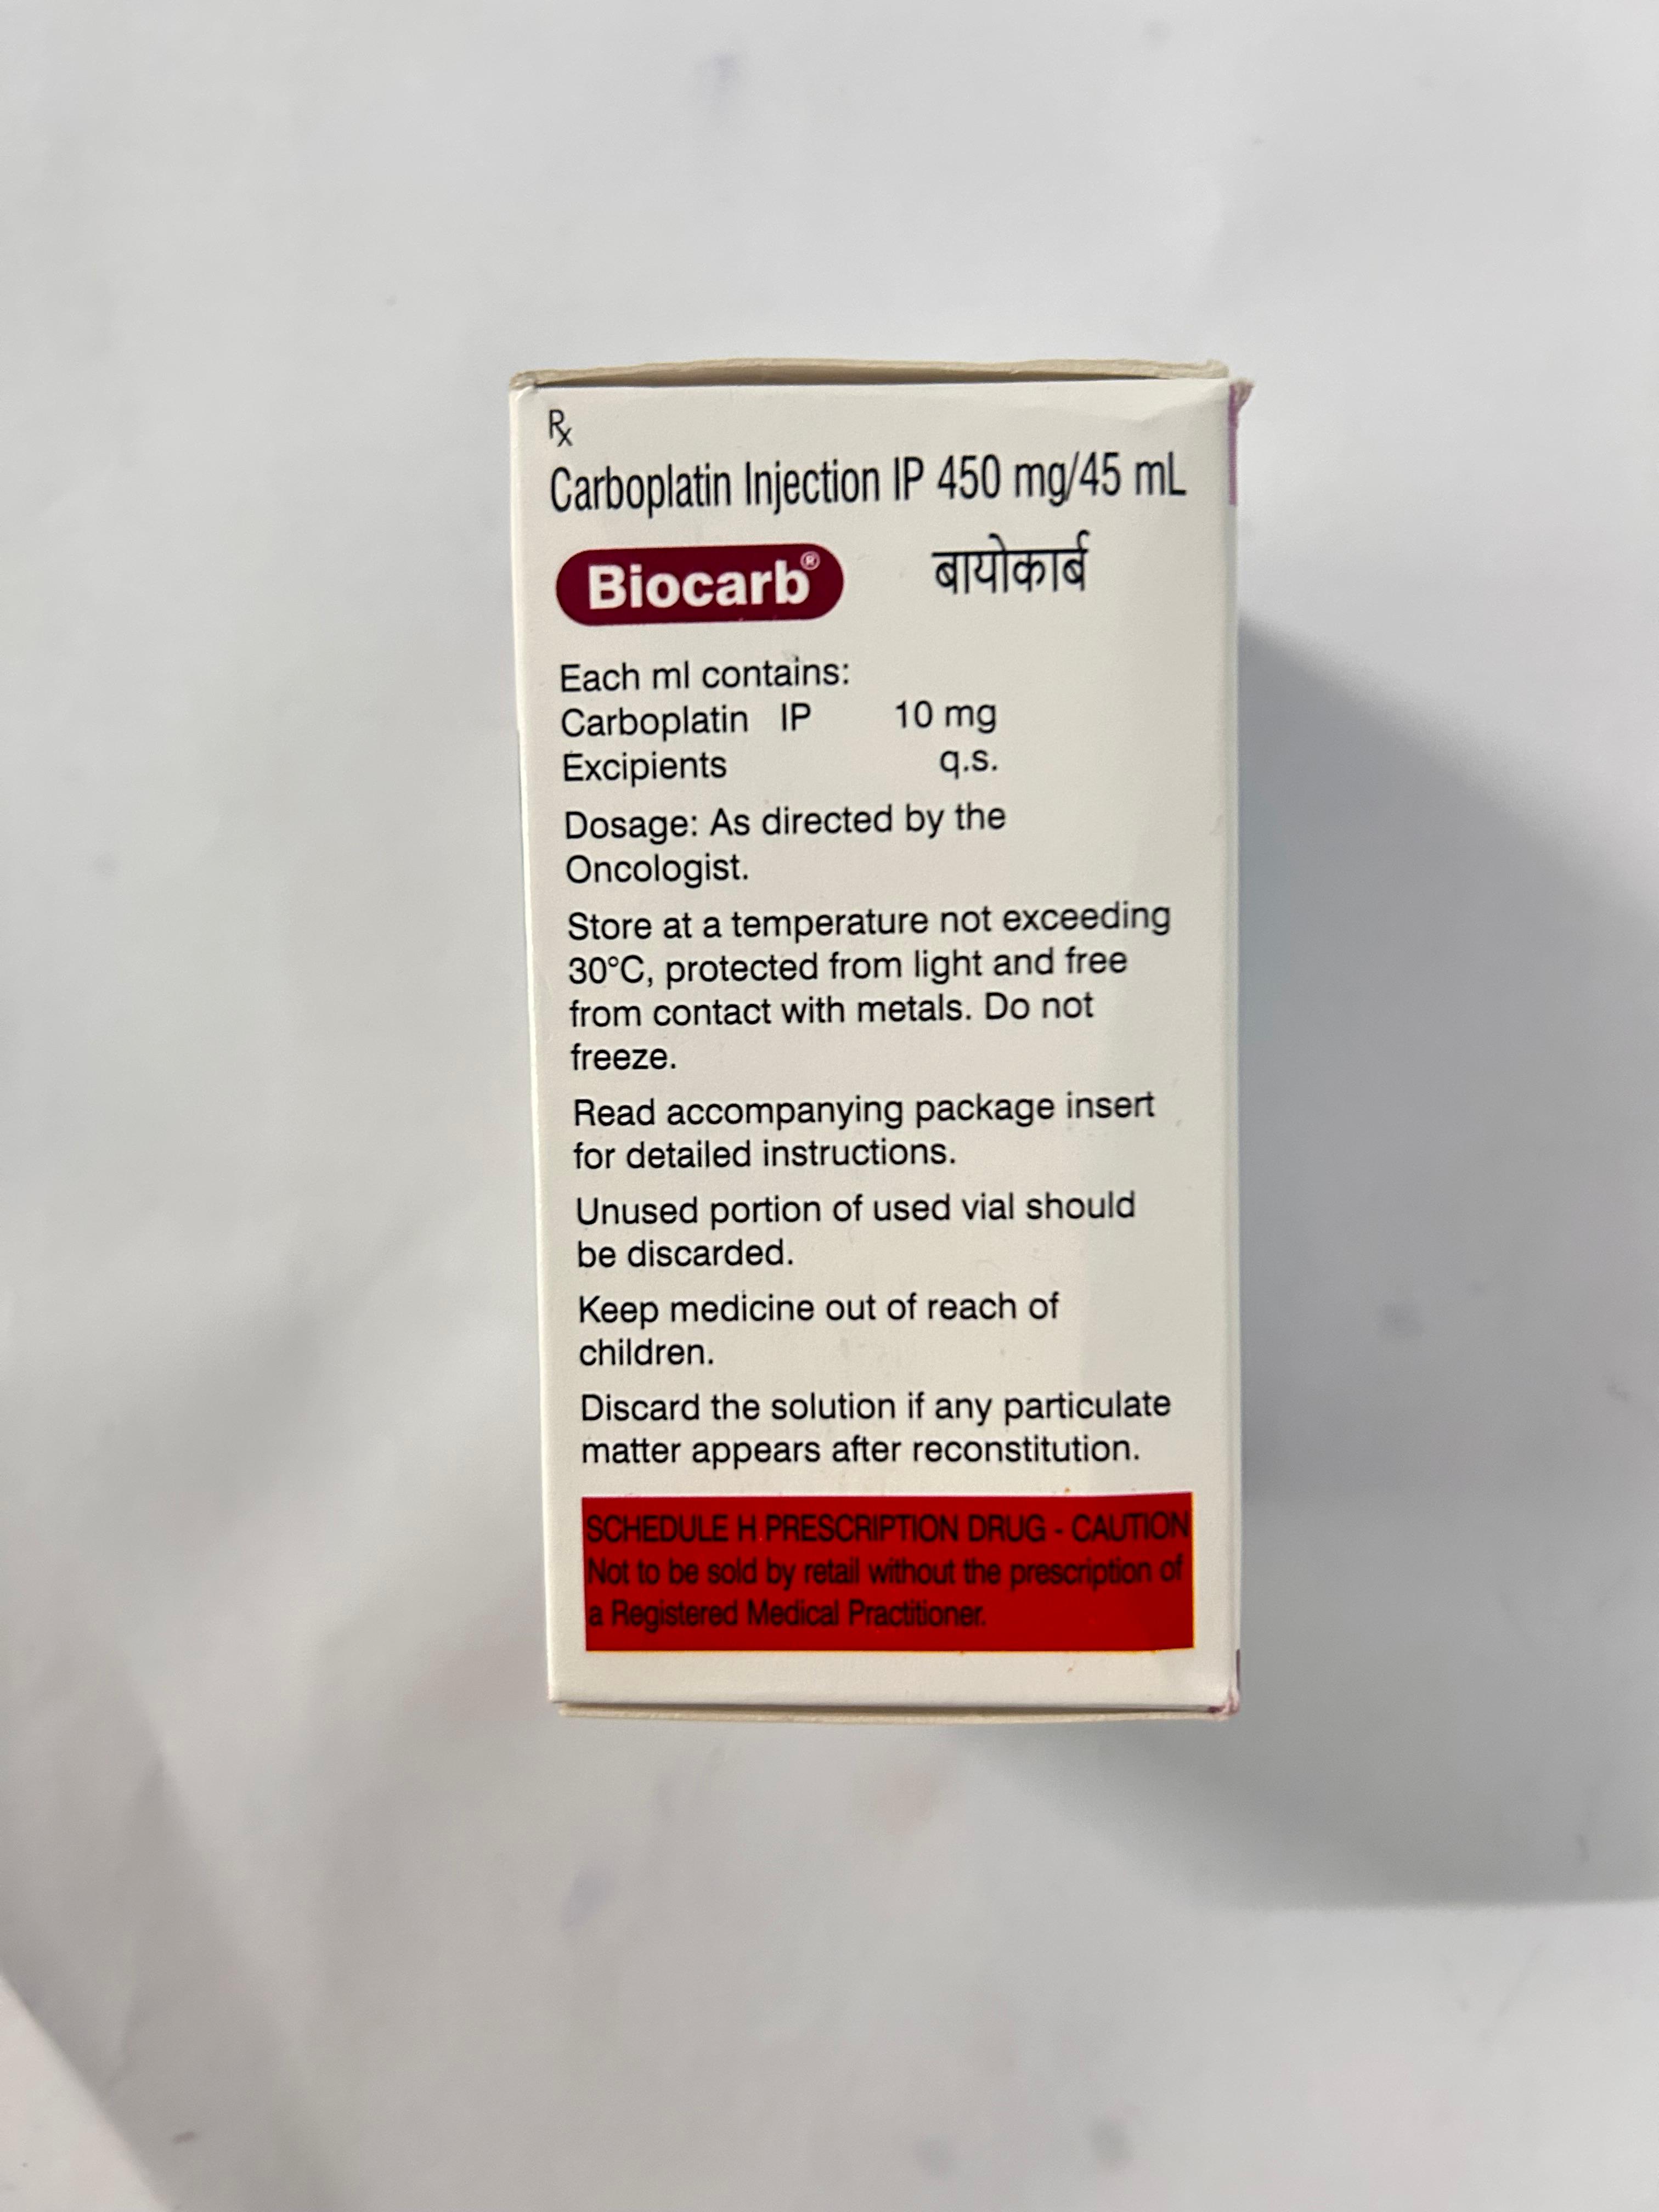 Rx
Carboplatin Injection IP 450 mg/45 mL
Biocarb® बायोकार्ब
Each ml contains:
Carboplatin IP 10 mg
Excipients q.s.
Dosage: As directed by the
Oncologist.
Store at a temperature not exceeding
30°C, protected from light and free
from contact with metals. Do not
freeze.
Read accompanying package insert
for detailed instructions.
Unused portion of used vial should
be discarded.
Keep medicine out of reach of
children.
Discard the solution if any particulate
matter appears after reconstitution.
SCHEDULE H PRESCRIPTION DRUG - CAUTION
Not to be sold by retail without the prescription of
a Registered Medical Practitioner.